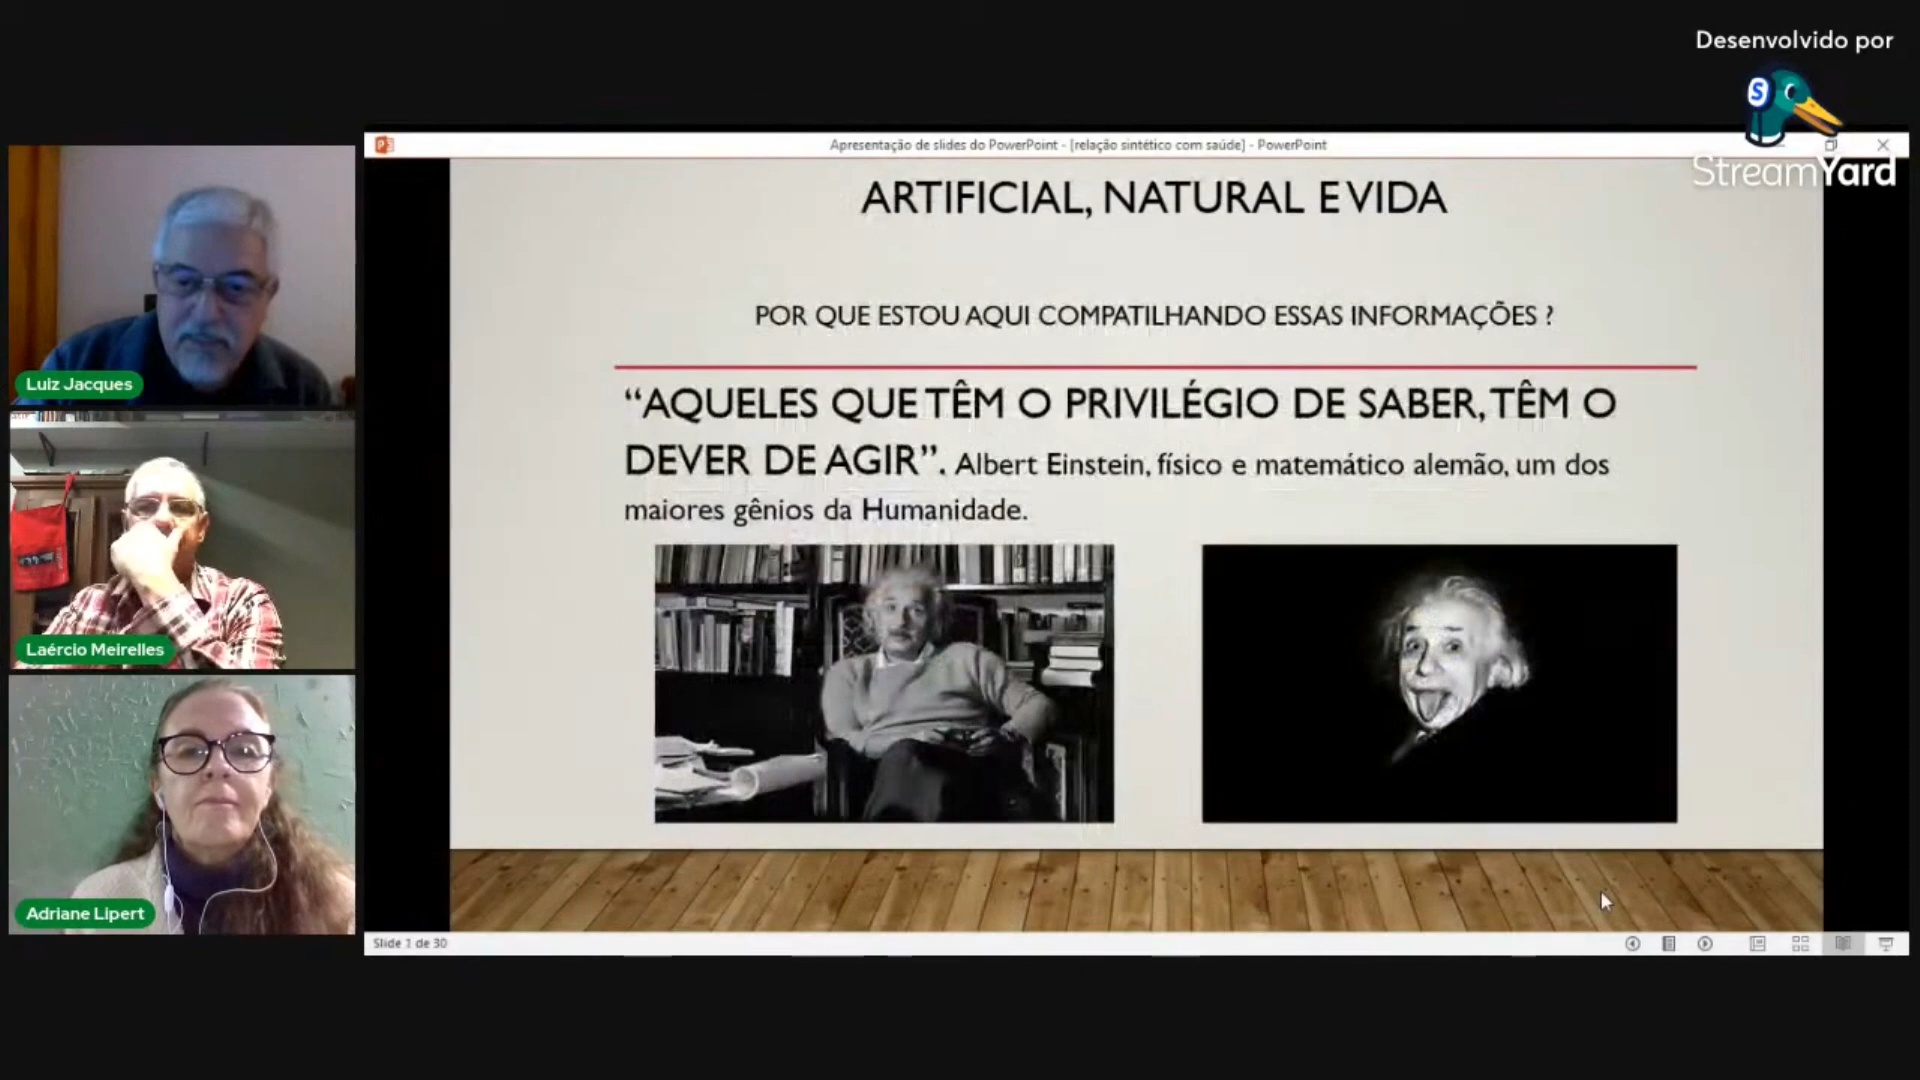 Desenvolvido por
StreamYard
Apresentação de slides do PowerPoint - [relação sintético com saúde] - PowerPoint
ARTIFICIAL, NATURAL E VIDA
POR QUE ESTOU AQUI COMPATILHANDO ESSAS INFORMAÇÕES ?
“AQUELES QUE TÊM O PRIVILÉGIO DE SABER, TÊM O
DEVER DE AGIR”. Albert Einstein, físico e matemático alemão, um dos
maiores gênios da Humanidade.
Luiz Jacques
Laércio Meirelles
Adriane Lipert
Slide 1 de 30